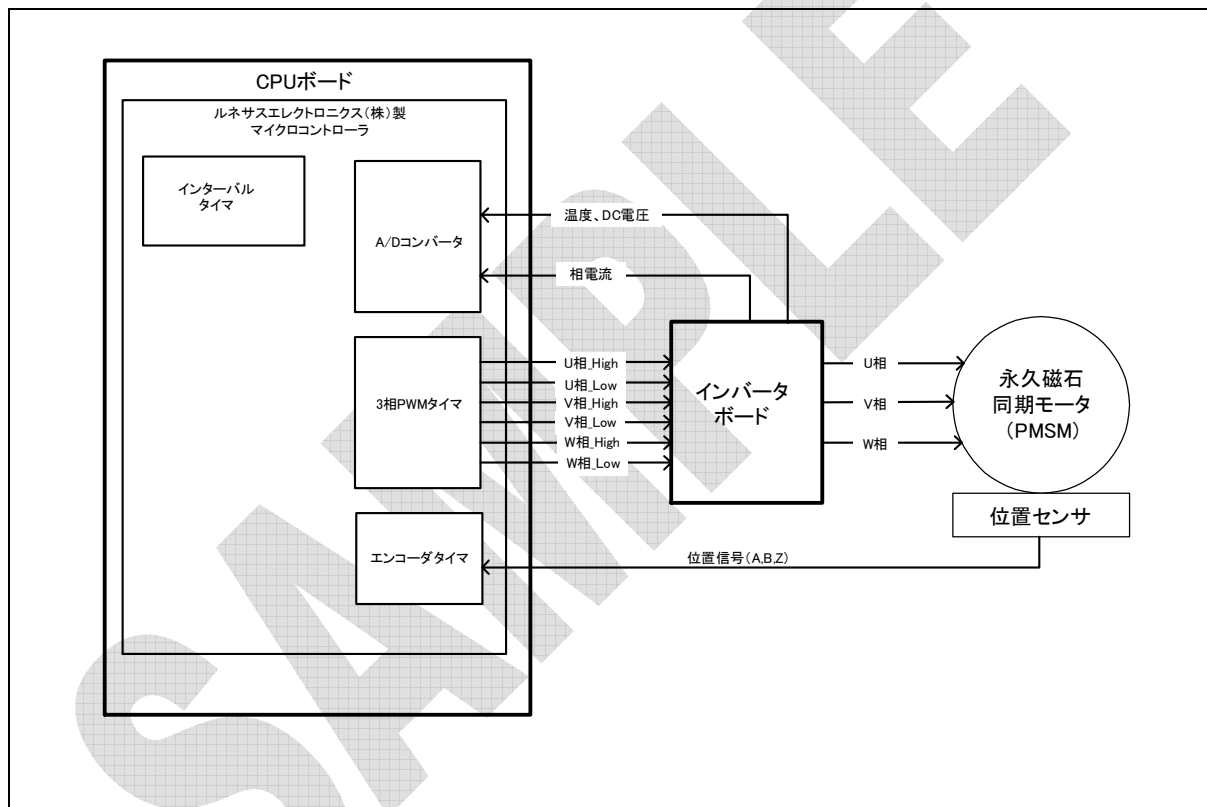 CPUボード
ルネサスエレクトロニクス(株)製
マイクロコントローラ
インターバル
タイマ
A/Dコンバータ
温度、DC電圧
相電流
3相PWMタイマ
U相_High
U相_Low
V相_High
V相_Low
W相_High
W相_Low
インバータ
ボード
U相
V相
W相
永久磁石
同期モータ
(PMSM)
位置センサ
エンコーダタイマ
位置信号(A,B,Z)
SAMPLE